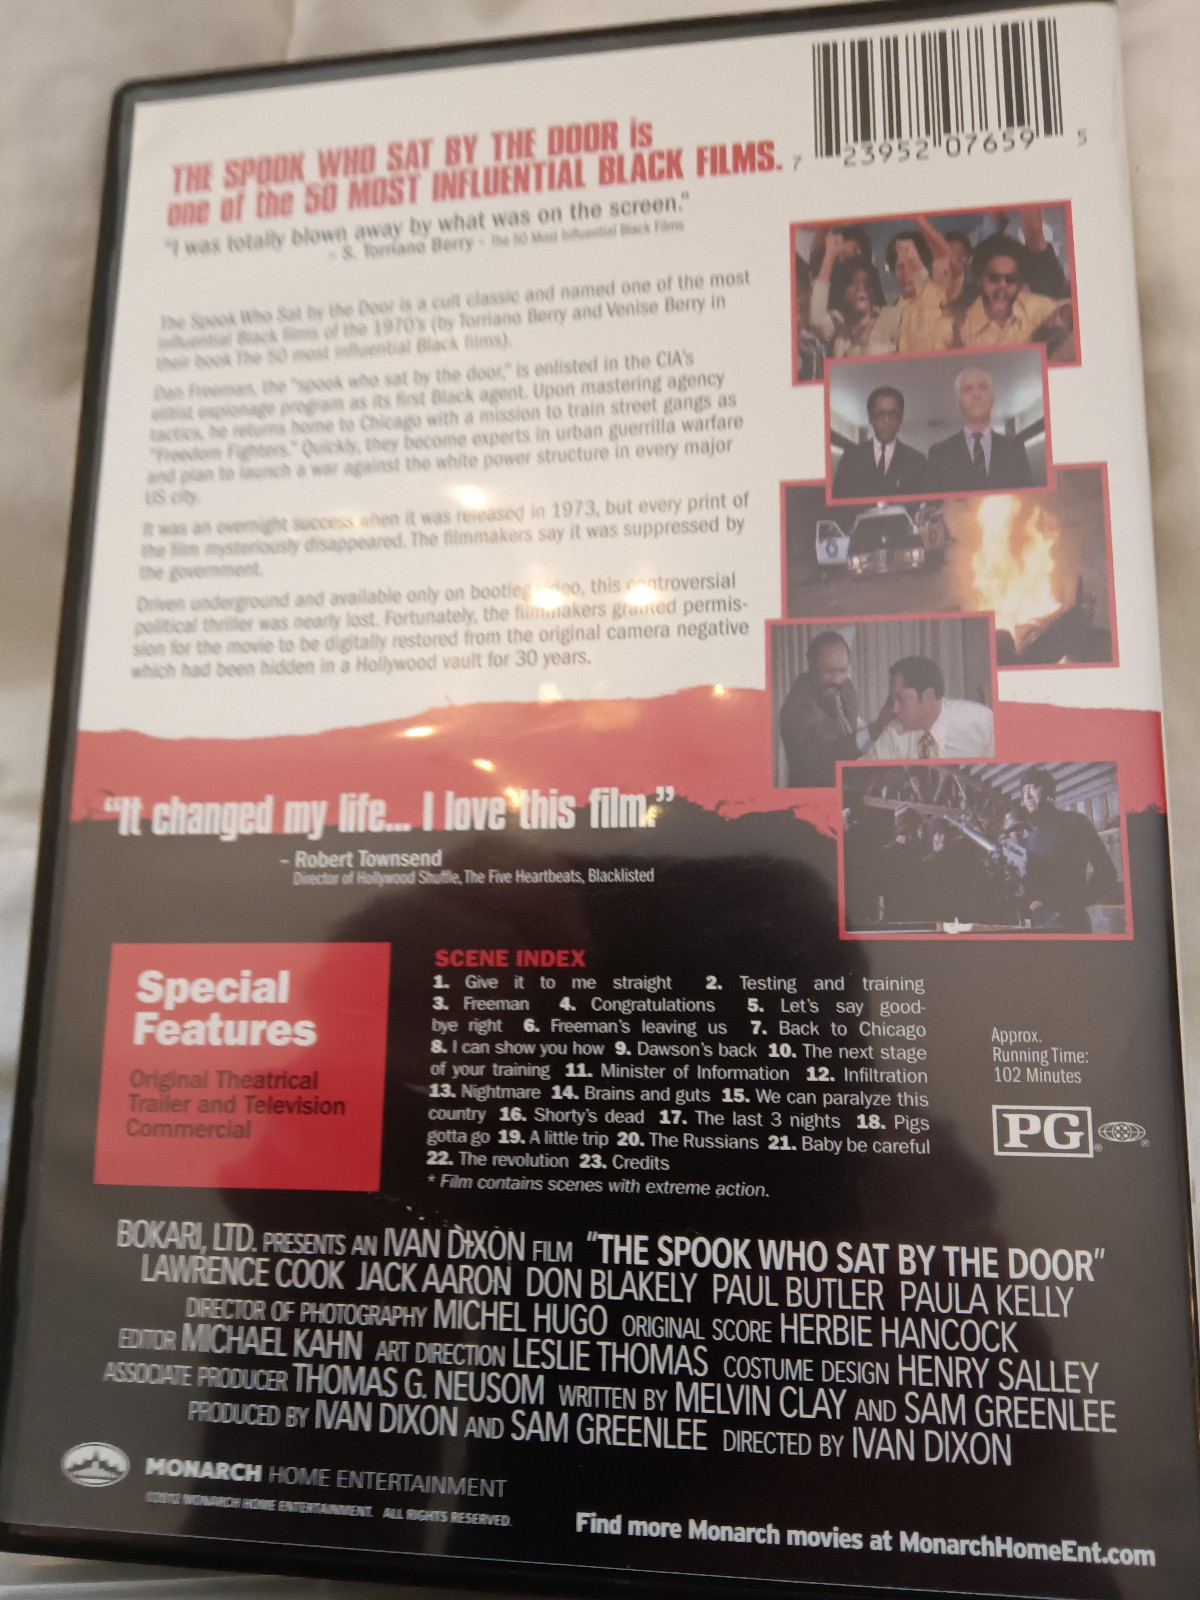 THE SPOOK WHO SAT BY THE DOOR is
one of the 50 MOST INFLUENTIAL BLACK FILMS.
7 23952 07659 5
"I was totally blown away by what was on the screen."
- S. Torriano Berry - The 50 Most Influential Black Films
The Spook Who Sat by the Door is a cult classic and named one of the most
influential Black films of the 1970's (by Torriano Berry and Venise Berry in
their book The 50 most influential Black films).
Dan Freeman, the "spook who sat by the door," is enlisted in the CIA's
elitist espionage program as its first Black agent. Upon mastering agency
tactics, he returns home to Chicago with a mission to train street gangs as
"Freedom Fighters." Quickly, they become experts in urban guerrilla warfare
and plan to launch a war against the white power structure in every major
US city.
It was an overnight success when it was released in 1973, but every print of
the film mysteriously disappeared. The filmmakers say it was suppressed by
the government.
Driven underground and available only on bootleg video, this controversial
political thriller was nearly lost. Fortunately, the filmmakers granted permis-
sion for the movie to be digitally restored from the original camera negative
which had been hidden in a Hollywood vault for 30 years.
"It changed my life... I love this film."
- Robert Townsend
Director of Hollywood Shuffle, The Five Heartbeats, Blacklisted
Special
Features
Original Theatrical
Trailer and Television
Commercial
SCENE INDEX
1. Give it to me straight 2. Testing and training
3. Freeman 4. Congratulations 5. Let's say good-
bye right 6. Freeman's leaving us 7. Back to Chicago
8. I can show you how 9. Dawson's back 10. The next stage
of your training 11. Minister of Information 12. Infiltration
13. Nightmare 14. Brains and guts 15. We can paralyze this
country 16. Shorty's dead 17. The last 3 nights 18. Pigs
gotta go 19. A little trip 20. The Russians 21. Baby be careful
22. The revolution 23. Credits
* Film contains scenes with extreme action.
Approx.
Running Time:
102 Minutes
PG ® ®
BOKARI, LTD. PRESENTS AN IVAN DIXON FILM "THE SPOOK WHO SAT BY THE DOOR"
LAWRENCE COOK JACK AARON DON BLAKELY PAUL BUTLER PAULA KELLY
DIRECTOR OF PHOTOGRAPHY MICHEL HUGO ORIGINAL SCORE HERBIE HANCOCK
EDITOR MICHAEL KAHN ART DIRECTION LESLIE THOMAS COSTUME DESIGN HENRY SALLEY
ASSOCIATE PRODUCER THOMAS G. NEUSOM WRITTEN BY MELVIN CLAY AND SAM GREENLEE
PRODUCED BY IVAN DIXON AND SAM GREENLEE DIRECTED BY IVAN DIXON
MONARCH HOME ENTERTAINMENT
©2012 MONARCH HOME ENTERTAINMENT. ALL RIGHTS RESERVED.
Find more Monarch movies at MonarchHomeEnt.com